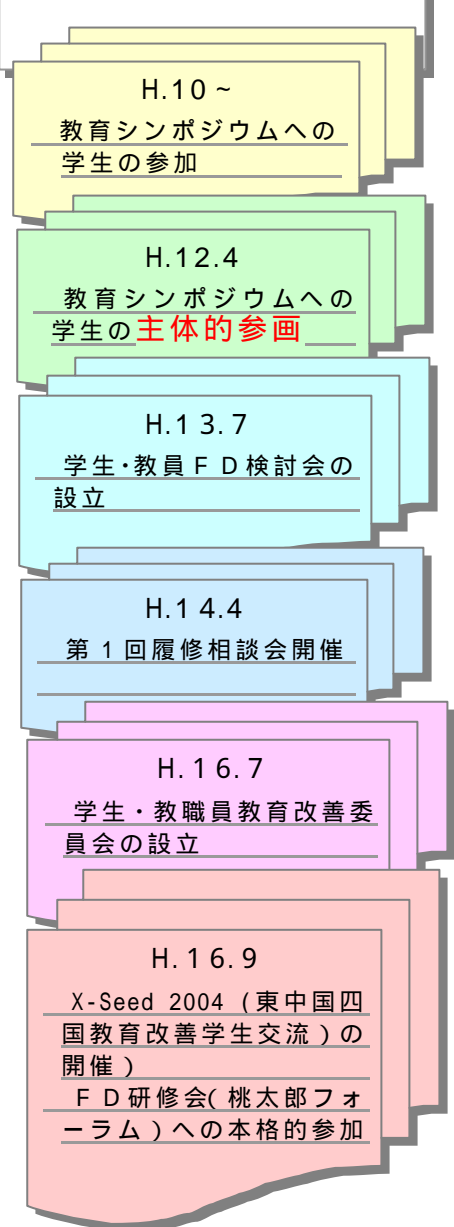 H.10～
教育シンポジウムへの
学生の参加
H.12.4
教育シンポジウムへの
学生の主体的参画
H.13.7
学生・教員ＦＤ検討会の
設立
H.14.4
第１回履修相談会開催
H.16.7
学生・教職員教育改善委
員会の設立
H.16.9
X-Seed 2004（東中国四
国教育改善学生交流）の
開催）
ＦＤ研修会(桃太郎フォ
ーラム）への本格的参加